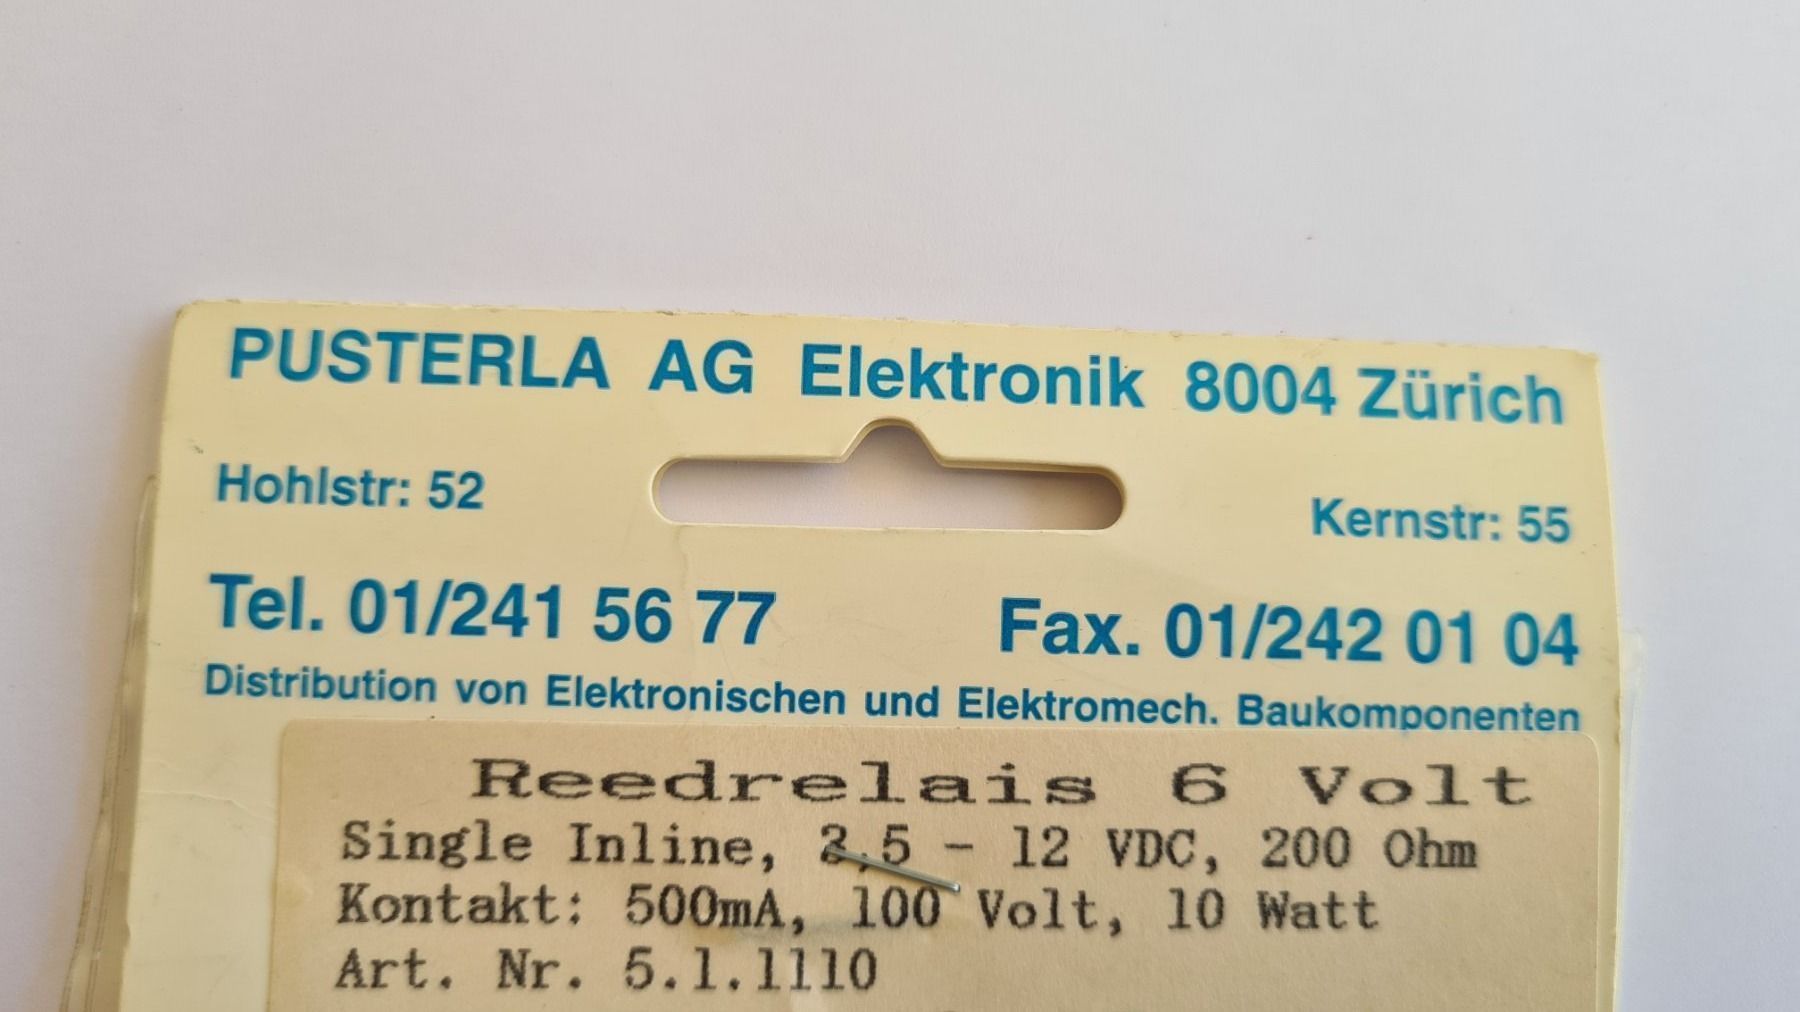 PUSTERLA AG Elektronik 8004 Zürich
Hohlstr: 52 Kernstr: 55
Tel. 01/241 56 77 Fax. 01/242 01 04
Distribution von Elektronischen und Elektromech. Baukomponenten
Reedrelais 6 Volt
Single Inline, - 12 VDC, 200 Ohm
Kontakt: 500mA, 100 Volt, 10 Watt
Art. Nr. 5.1.1110